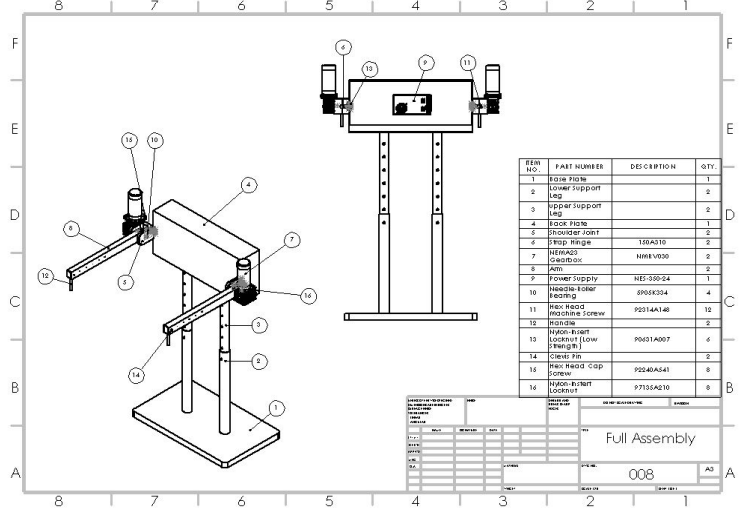 8 7 6 5 4 3 2 1
F F
E E
D D
C C
B B
A A
8 7 6 5 4 3 2 1
6
13
9
11
15
10
4
8
7
12
5
16
3
14
2
1
ITEM NO. PART NUMBER DESCRIPTION QTY.
1 Base Plate 1
2 Lower Support Leg 2
3 upper Support Leg 2
4 Back Plate 1
5 Shoulder Joint 2
6 Strap Hinge 150A310 2
7 NEMA23 Gearbox NMRV030 2
8 Arm 2
9 Power Supply NES-350-24 1
10 Needle-Roller Bearing 5905K334 4
11 Hex Head Machine Screw 92314A148 12
12 Handle 2
13 Nylon-Insert Locknut (Low Strength) 90631A007 6
14 Clevis Pin 2
15 Hex Head Cap Screw 92240A541 8
16 Nylon-Instert Locknut 97135A210 8
Full Assembly
008
A3